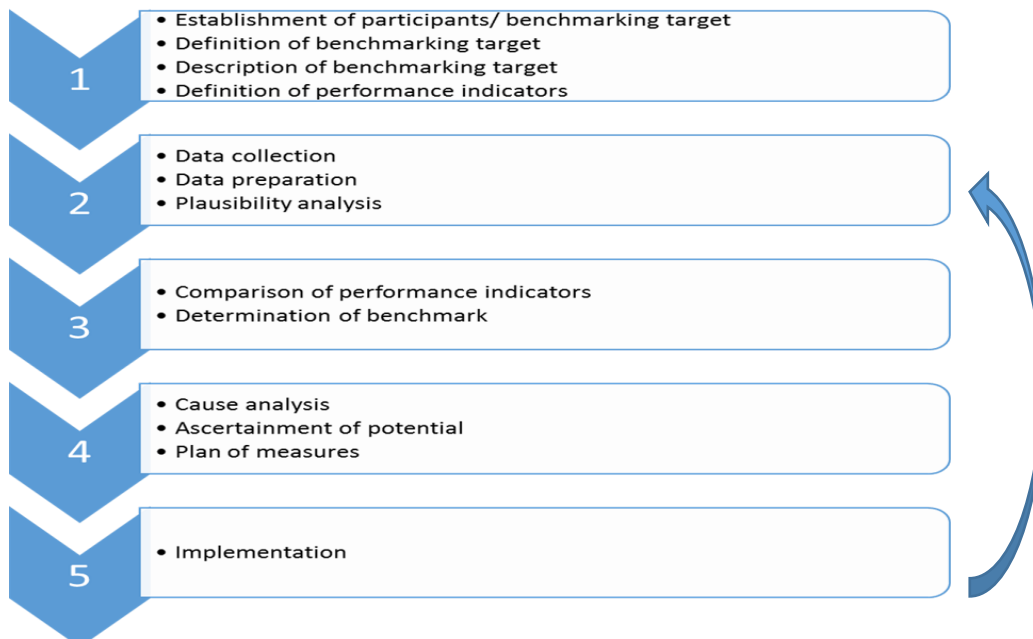 1
• Establishment of participants/ benchmarking target
• Definition of benchmarking target
• Description of benchmarking target
• Definition of performance indicators
2
• Data collection
• Data preparation
• Plausibility analysis
3
• Comparison of performance indicators
• Determination of benchmark
4
• Cause analysis
• Ascertainment of potential
• Plan of measures
5
• Implementation